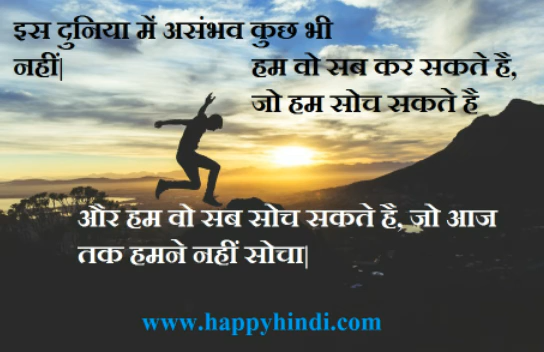 इस दुनिया में असंभव कुछ भी
नहीं|
हम वो सब कर सकते है,
जो हम सोच सकते है
और हम वो सब सोच सकते है, जो आज
तक हमने नहीं सोचा|
www.happyhindi.com